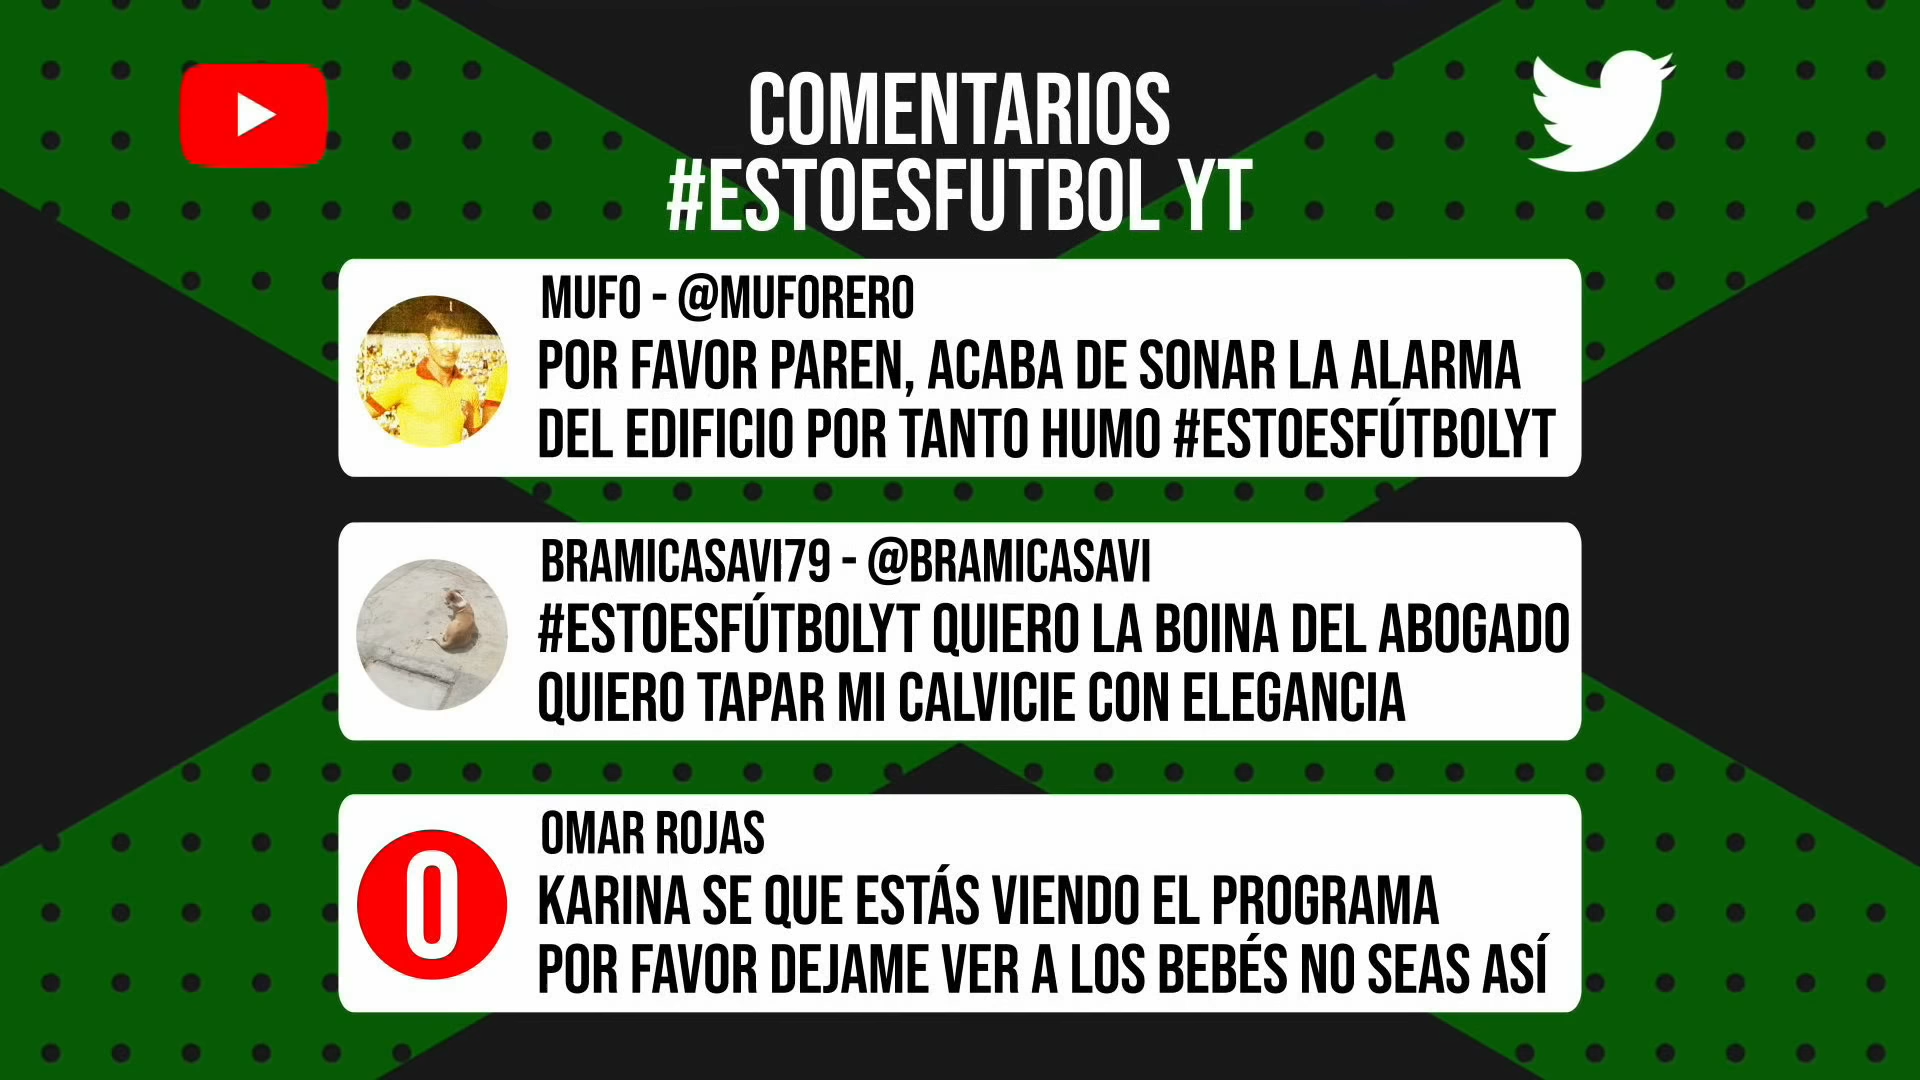 COMENTARIOS
#ESTOESFUTBOL YT
MUFO - @MUFORERO
POR FAVOR PAREN, ACABA DE SONAR LA ALARMA
DEL EDIFICIO POR TANTO HUMO #ESTOESFÚTBOLYT
BRAMICASAVI79 - @BRAMICASAVI
#ESTOESFÚTBOLYT QUIERO LA BOINA DEL ABOGADO
QUIERO TAPAR MI CALVICIE CON ELEGANCIA
O
OMAR ROJAS
KARINA SE QUE ESTÁS VIENDO EL PROGRAMA
POR FAVOR DEJAME VER A LOS BEBÉS NO SEAS ASÍ